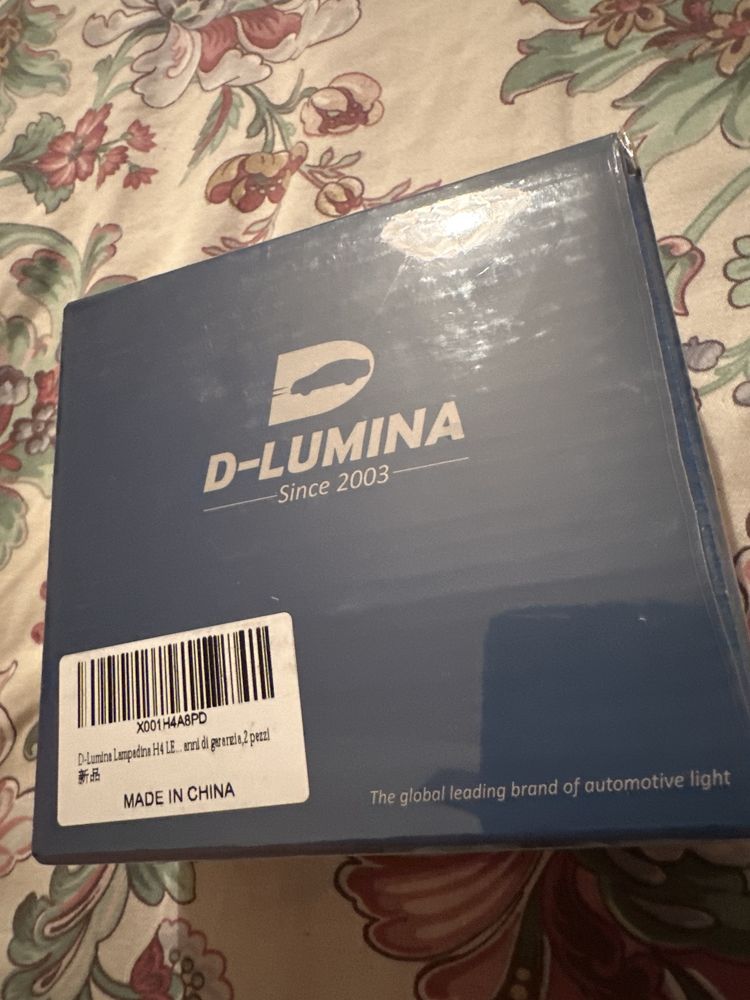 D-LUMINA
Since 2003
X001H4A8PD
D-Lumina Lampadina H4 LE... anni di garanzia,2 pezzi
新品
MADE IN CHINA
The global leading brand of automotive light